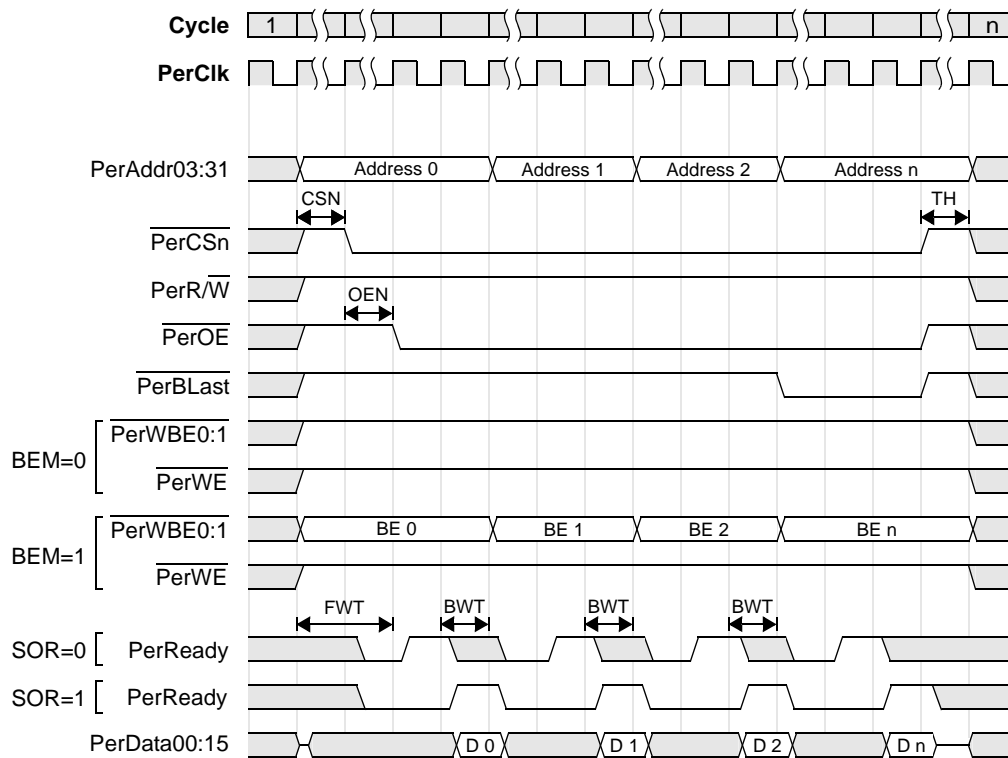 Cycle 1 n
PerClk
PerAddr03:31 Address 0 Address 1 Address 2 Address n
CSN TH
PerCSn
PerR/W
OEN
PerOE
PerBLast
BEM=0 PerWBE0:1
PerWE
BEM=1 PerWBE0:1 BE 0 BE 1 BE 2 BE n
PerWE
FWT BWT BWT BWT
SOR=0 PerReady
SOR=1 PerReady
PerData00:15 D 0 D 1 D 2 D n